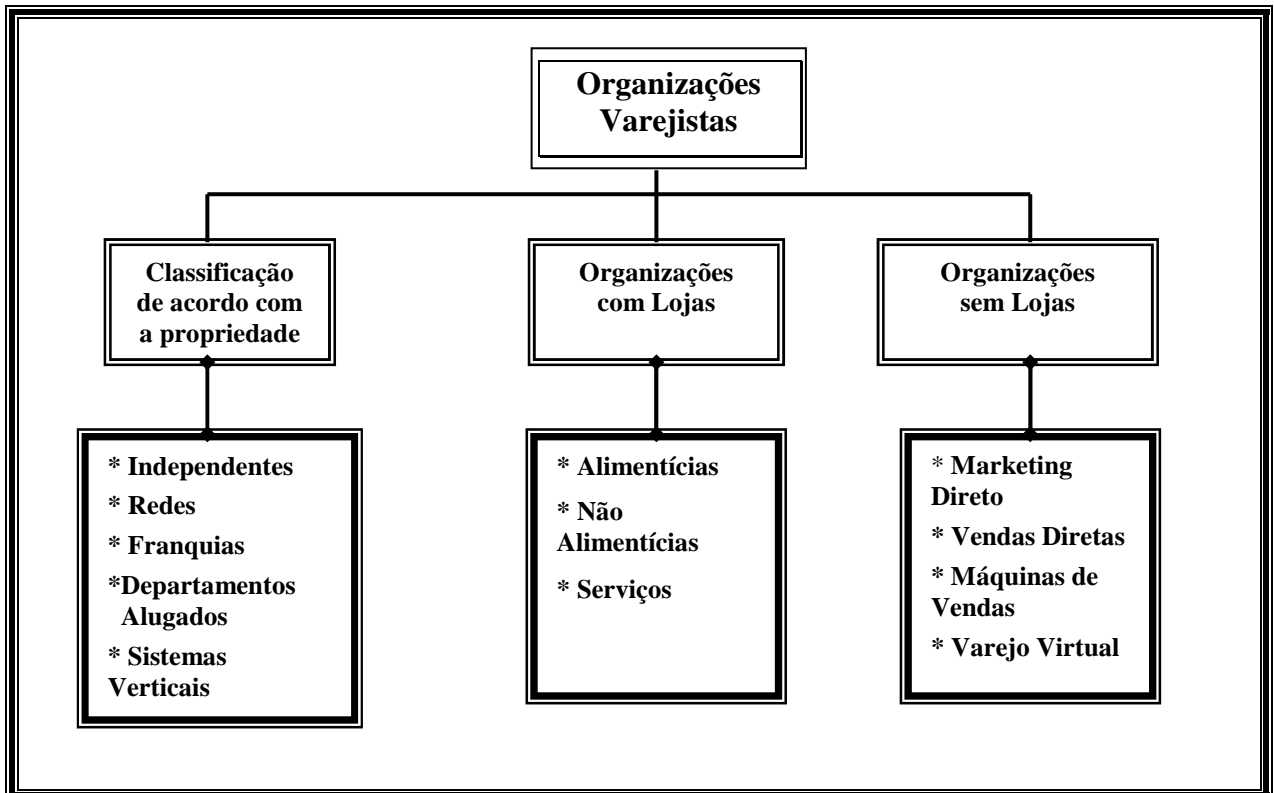 Organizações
Varejistas
Classificação
de acordo com
a propriedade
Organizações
com Lojas
Organizações
sem Lojas
* Independentes
* Redes
* Franquias
*Departamentos
Alugados
* Sistemas
Verticais
* Alimentícias
* Não
Alimentícias
* Serviços
* Marketing
Direto
* Vendas Diretas
* Máquinas de
Vendas
* Varejo Virtual